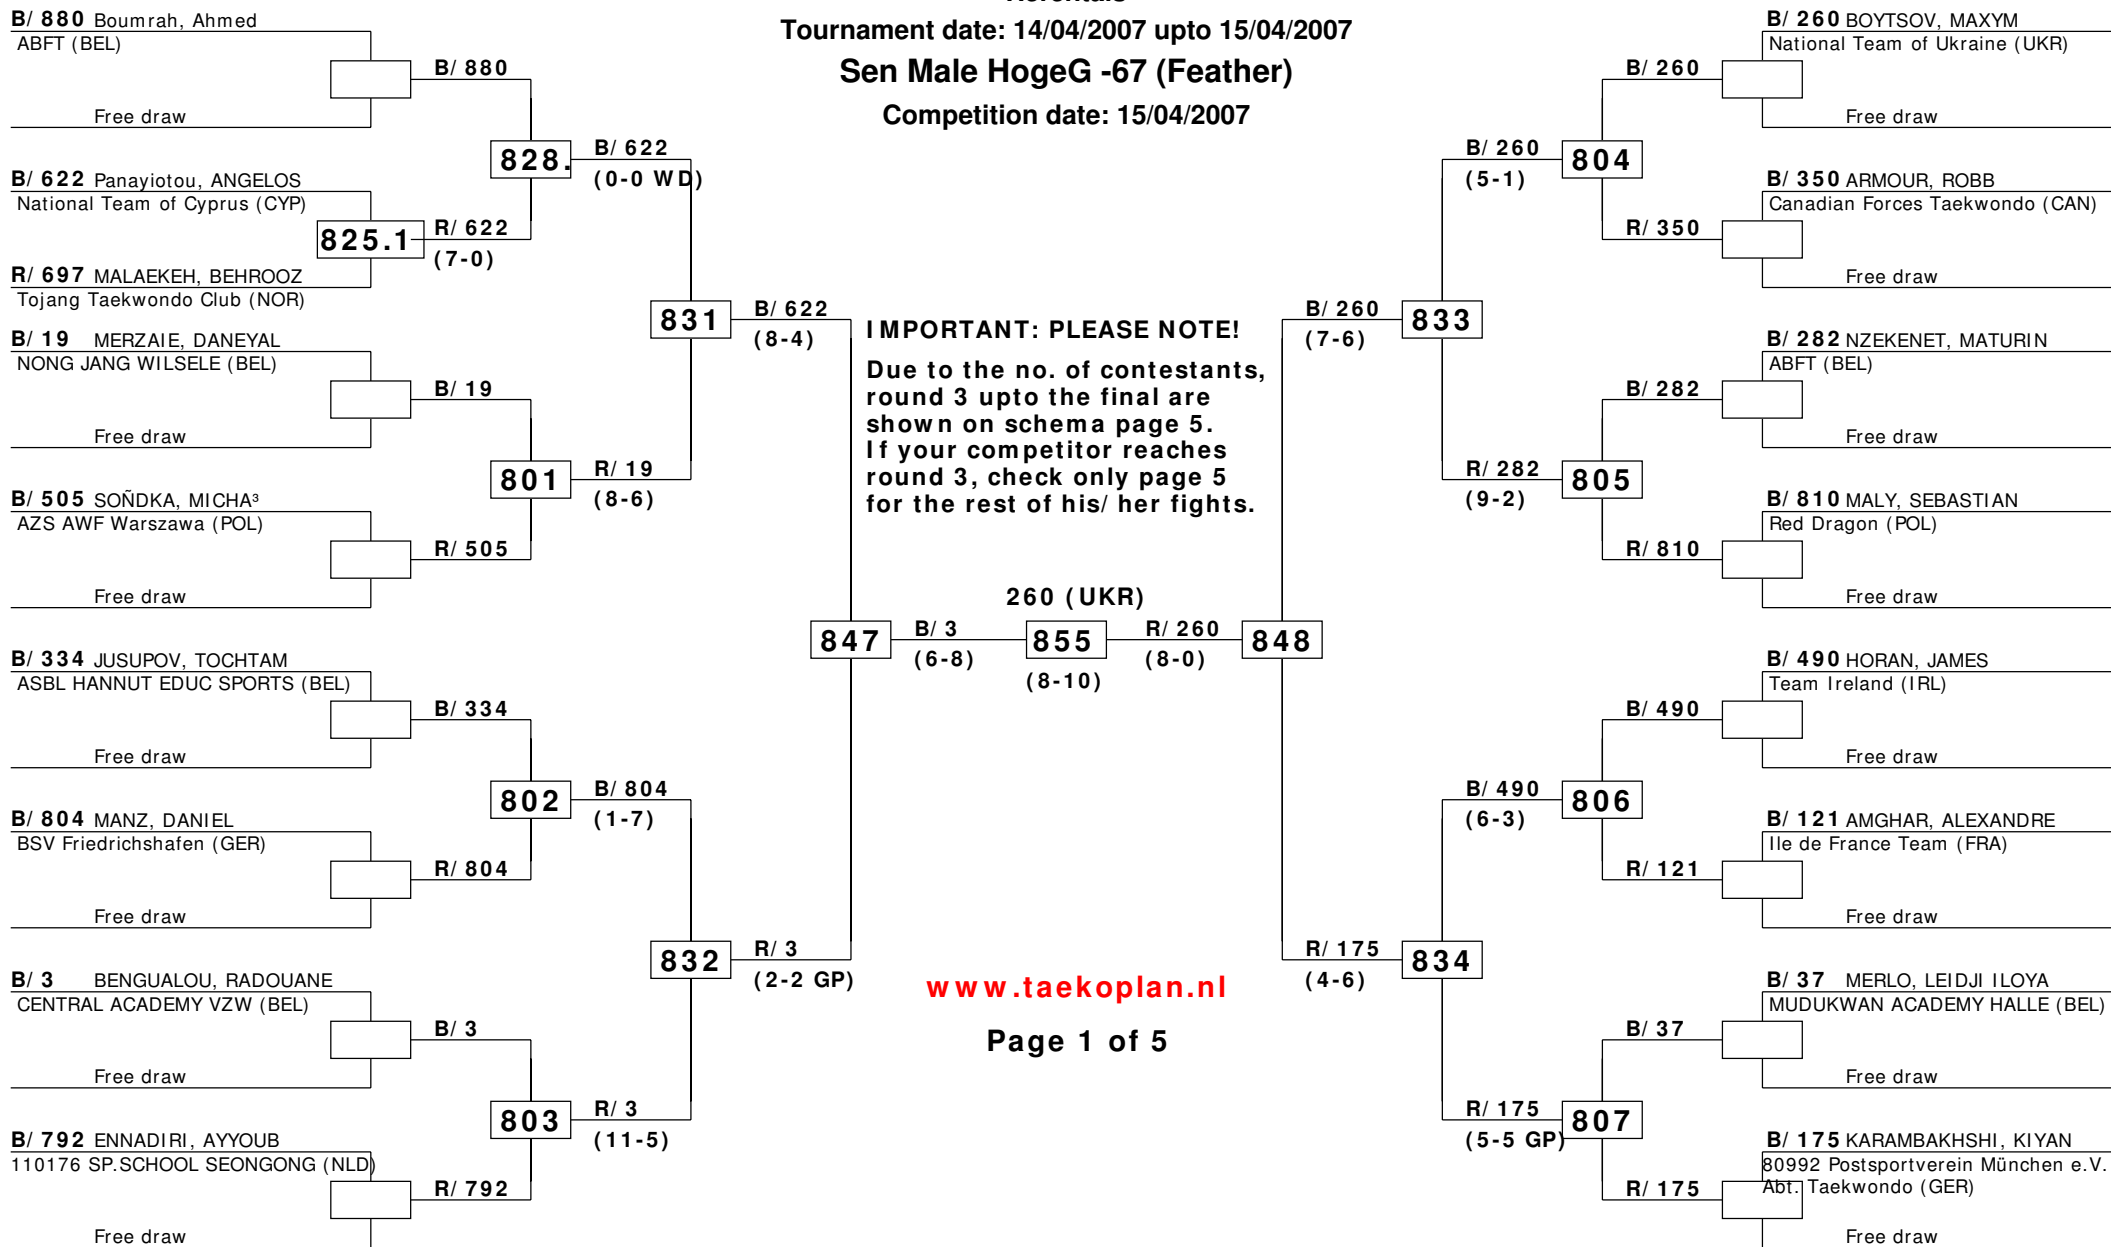 Tournament date: 14/04/2007 upto 15/04/2007
Sen Male HogeG -67 (Feather)
Competition date: 15/04/2007
B/ 880 Boumrah, Ahmed
ABFT (BEL)
Free draw
B/ 880
828.
B/ 622
(0-0 WD)
B/ 622 Panayiotou, ANGELOS
National Team of Cyprus (CYP)
825.1
R/ 622
(7-0)
R/ 697 MALAEKEH, BEHROOZ
Tojang Taekwondo Club (NOR)
831
B/ 622
(8-4)
B/ 19 MERZAIE, DANEYAL
NONG JANG WILSELE (BEL)
B/ 19
Free draw
801
R/ 19
(8-6)
B/ 505 SOÑDKA, MICHA³
AZS AWF Warszawa (POL)
R/ 505
Free draw
B/ 334 JUSUPOV, TOCHTAM
ASBL HANNUT EDUC SPORTS (BEL)
B/ 334
Free draw
802
B/ 804
(1-7)
B/ 804 MANZ, DANIEL
BSV Friedrichshafen (GER)
R/ 804
Free draw
832
R/ 3
(2-2 GP)
B/ 3 BENGUALOU, RADOUANE
CENTRAL ACADEMY VZW (BEL)
B/ 3
Free draw
803
R/ 3
(11-5)
B/ 792 ENNADIRI, AYYOUB
110176 SP.SCHOOL SEONGONG (NLD)
R/ 792
Free draw
IMPORTANT: PLEASE NOTE!
Due to the no. of contestants,
round 3 upto the final are
shown on schema page 5.
If your competitor reaches
round 3, check only page 5
for the rest of his/ her fights.
260 (UKR)
847
B/ 3
(6-8)
855
(8-10)
R/ 260
(8-0)
848
www.taekoplan.nl
Page 1 of 5
B/ 260 BOYTSOV, MAXYM
National Team of Ukraine (UKR)
B/ 260
Free draw
B/ 260
(5-1)
804
B/ 350 ARMOUR, ROBB
Canadian Forces Taekwondo (CAN)
R/ 350
Free draw
B/ 260
(7-6)
833
B/ 282 NZEKENET, MATURIN
ABFT (BEL)
B/ 282
Free draw
R/ 282
(9-2)
805
B/ 810 MALY, SEBASTIAN
Red Dragon (POL)
R/ 810
Free draw
B/ 490 HORAN, JAMES
Team Ireland (IRL)
B/ 490
Free draw
B/ 490
(6-3)
806
B/ 121 AMGHAR, ALEXANDRE
Ile de France Team (FRA)
R/ 121
Free draw
R/ 175
(4-6)
834
B/ 37 MERLO, LEIDJI ILOYA
MUDUKWAN ACADEMY HALLE (BEL)
B/ 37
Free draw
R/ 175
(5-5 GP)
807
B/ 175 KARAMBAKHSHI, KIYAN
80992 Postsportverein München e.V.
Abt. Taekwondo (GER)
R/ 175
Free draw